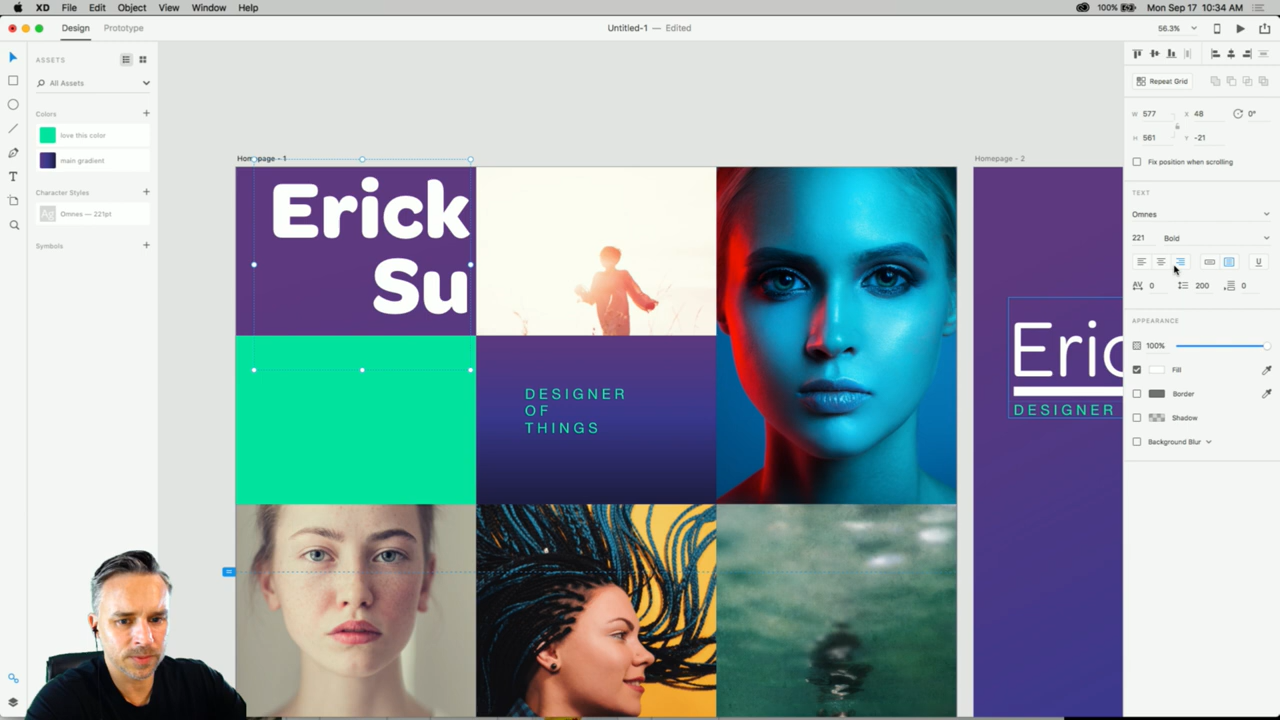 XD File Edit Object View Window Help
100% Mon Sep 17 10:34 AM
Design Prototype
Untitled-1 — Edited
56.3%
ASSETS
All Assets
Colors
love this color
main gradient
Character Styles
Ag Omnes — 221pt
Symbols
Homepage – 1
Homepage – 2
Erick
Su
DESIGNER
OF
THINGS
Eric
DESIGNER
Repeat Grid
W 577 X 48 0°
H 561 Y -21
Fix position when scrolling
TEXT
Omnes
221 Bold
U
AV 0 200 0
APPEARANCE
100%
Fill
Border
Shadow
Background Blur